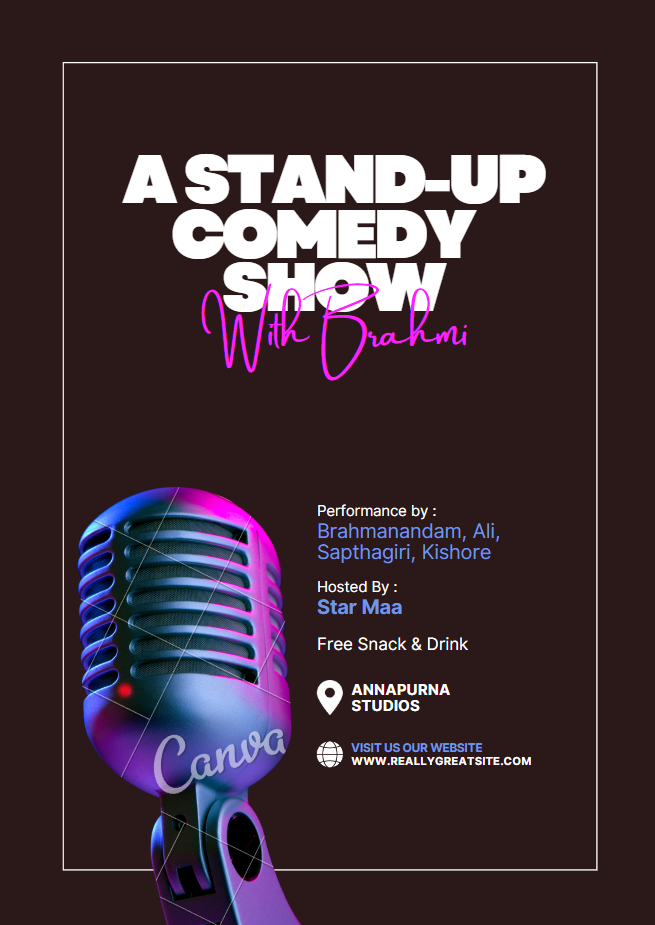 A STAND-UP
COMEDY
SHOW
With Brahmi
Performance by :
Brahmanandam, Ali,
Sapthagiri, Kishore
Hosted By :
Star Maa
Free Snack & Drink
ANNAPURNA
STUDIOS
VISIT US OUR WEBSITE
WWW.REALLYGREATSITE.COM
Canva